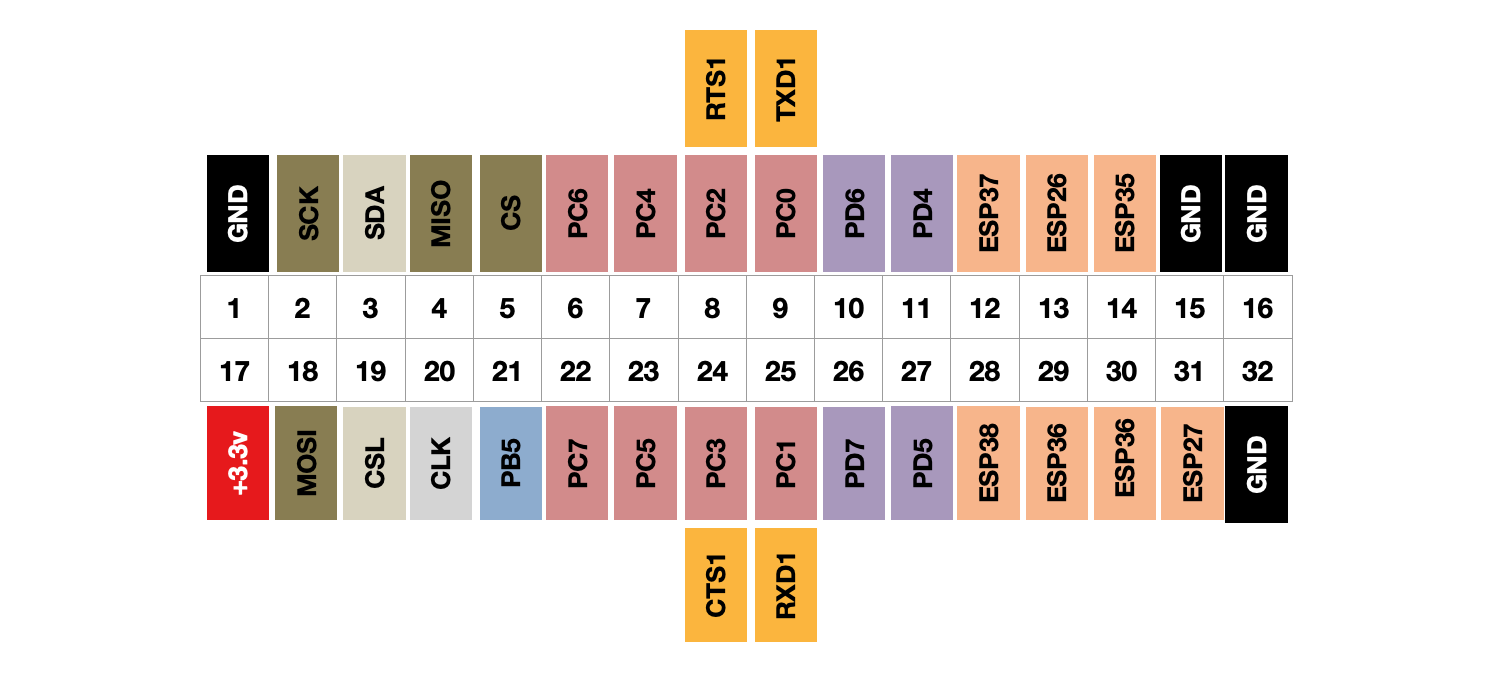 RTS1 TXD1
GND SCK SDA MISO CS PC6 PC4 PC2 PC0 PD6 PD4 ESP37 ESP26 ESP35 GND GND
1 2 3 4 5 6 7 8 9 10 11 12 13 14 15 16
17 18 19 20 21 22 23 24 25 26 27 28 29 30 31 32
+3.3v MOSI CSL CLK PB5 PC7 PC5 PC3 PC1 PD7 PD5 ESP38 ESP36 ESP36 ESP27 GND
CTS1 RXD1